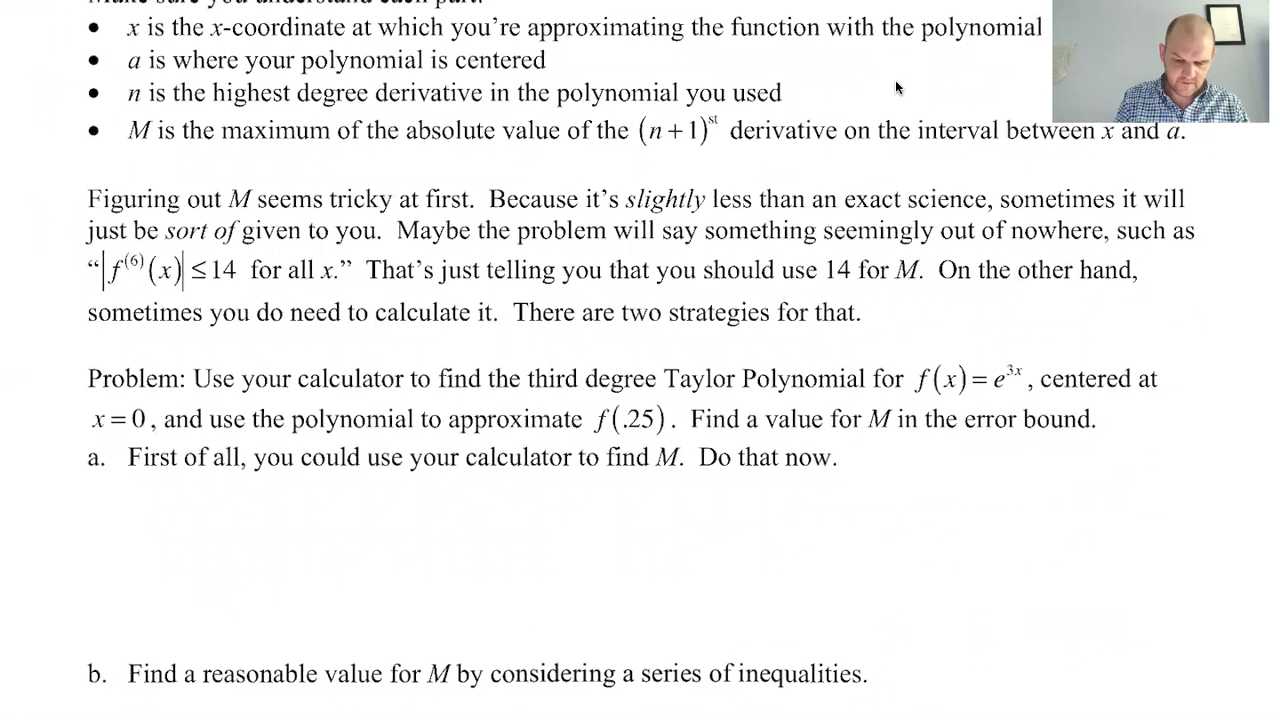 Make sure you understand each part.
• x is the x-coordinate at which you're approximating the function with the polynomial
• a is where your polynomial is centered
• n is the highest degree derivative in the polynomial you used
• M is the maximum of the absolute value of the (n+1)ˢᵗ derivative on the interval between x and a.
Figuring out M seems tricky at first. Because it's slightly less than an exact science, sometimes it will
just be sort of given to you. Maybe the problem will say something seemingly out of nowhere, such as
“|f⁽⁶⁾(x)| ≤ 14 for all x.” That's just telling you that you should use 14 for M. On the other hand,
sometimes you do need to calculate it. There are two strategies for that.
Problem: Use your calculator to find the third degree Taylor Polynomial for f(x) = e³ˣ, centered at
x = 0, and use the polynomial to approximate f(.25). Find a value for M in the error bound.
a. First of all, you could use your calculator to find M. Do that now.
b. Find a reasonable value for M by considering a series of inequalities.